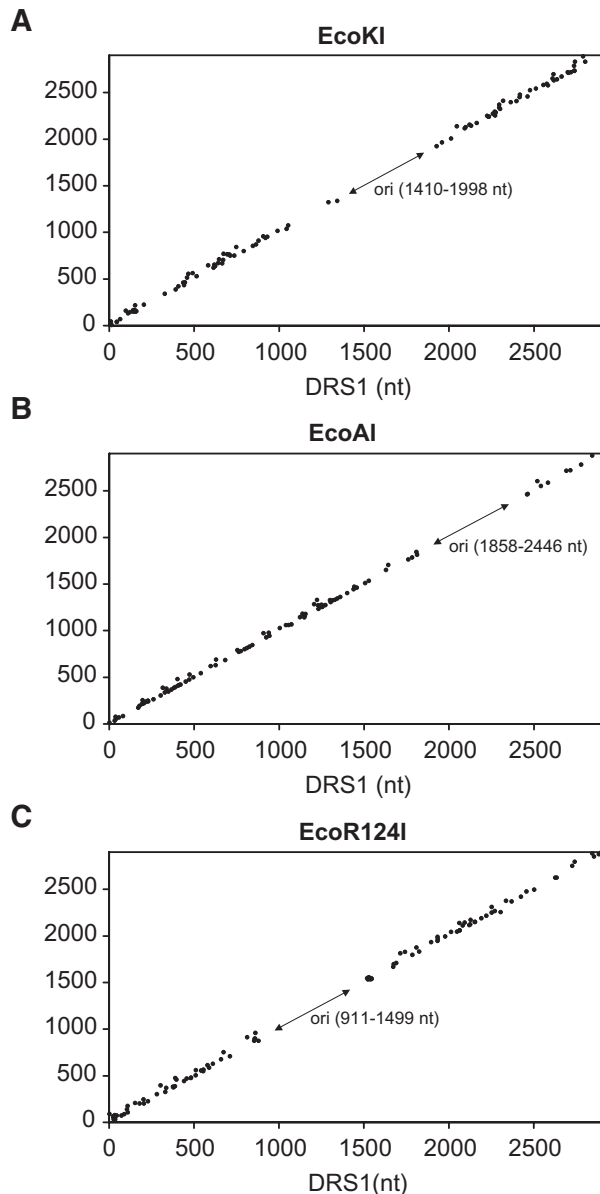 A
EcoKI
2500
2000
1500
1000
500
0
ori (1410-1998 nt)
0 500 1000 1500 2000 2500
DRS1 (nt)
B
EcoAI
2500
2000
1500
1000
500
0
ori (1858-2446 nt)
0 500 1000 1500 2000 2500
DRS1 (nt)
C
EcoR124I
2500
2000
1500
1000
500
0
ori (911-1499 nt)
0 500 1000 1500 2000 2500
DRS1(nt)